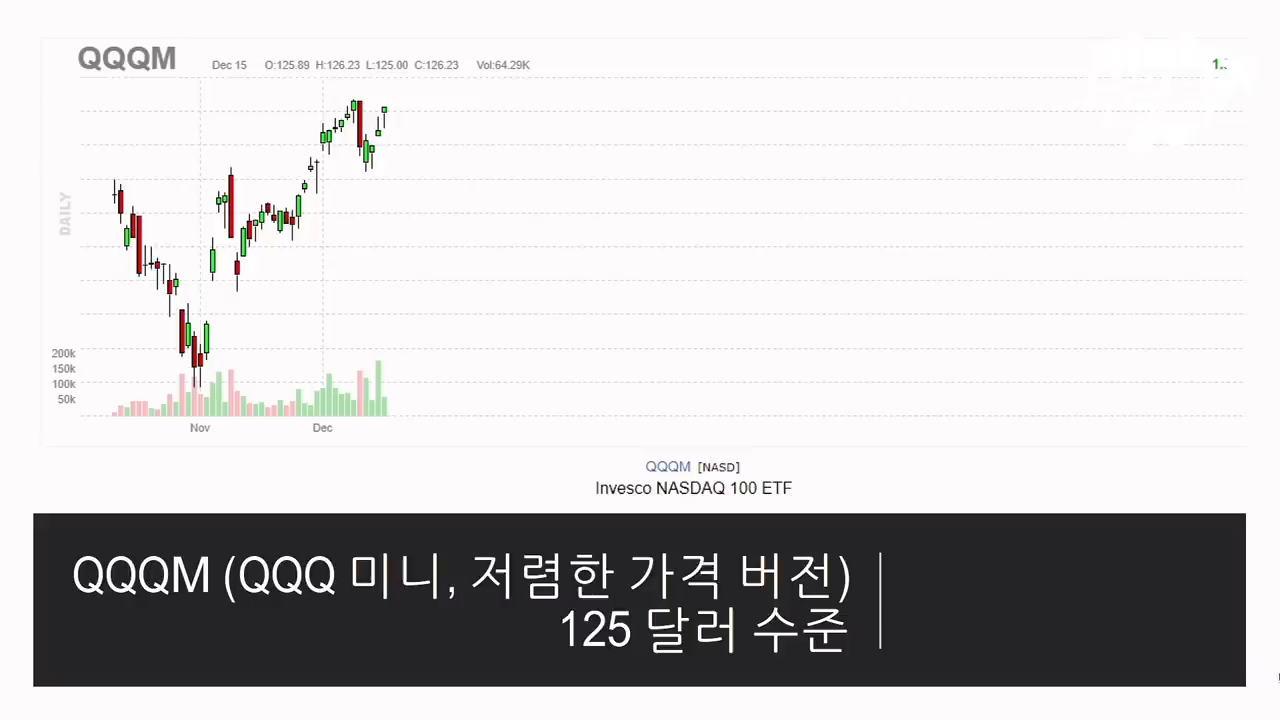 QQQM Dec 15 O:125.89 H:126.23 L:125.00 C:126.23 Vol:64.29K
DAILY
200k
150k
100k
50k
Nov Dec
QQQM [NASD]
Invesco NASDAQ 100 ETF
QQQM (QQQ 미니, 저렴한 가격 버전)
125 달러 수준